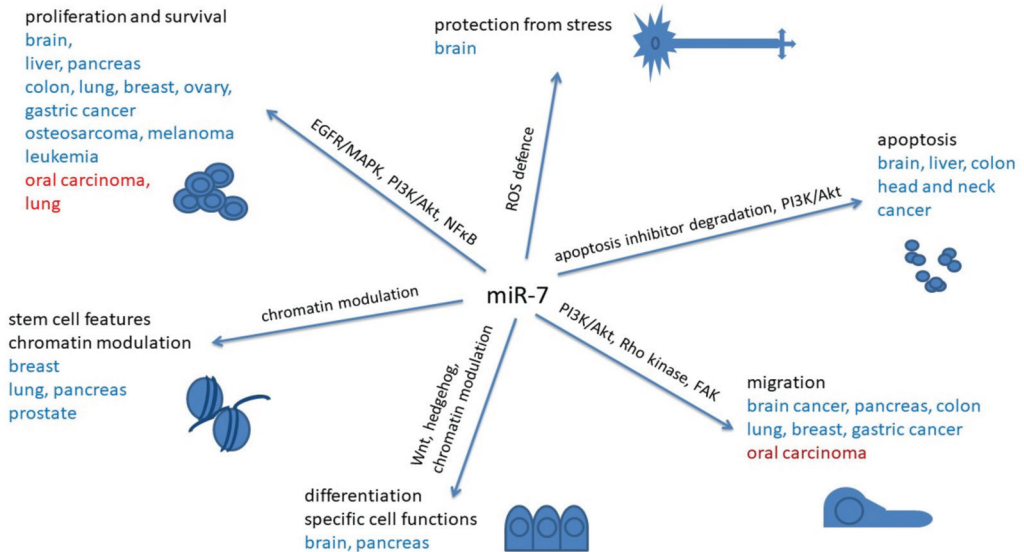 proliferation and survival
brain,
liver, pancreas
colon, lung, breast, ovary,
gastric cancer
osteosarcoma, melanoma
leukemia
oral carcinoma,
lung
protection from stress
brain
EGFR/MAPK, PI3K/Akt, NFκB
ROS defence
apoptosis
brain, liver, colon
head and neck
cancer
apoptosis inhibitor degradation, PI3K/Akt
miR-7
chromatin modulation
stem cell features
chromatin modulation
breast
lung, pancreas
prostate
Wnt, hedgehog,
chromatin modulation
PI3K/Akt, Rho kinase, FAK
migration
brain cancer, pancreas, colon
lung, breast, gastric cancer
oral carcinoma
differentiation
specific cell functions
brain, pancreas